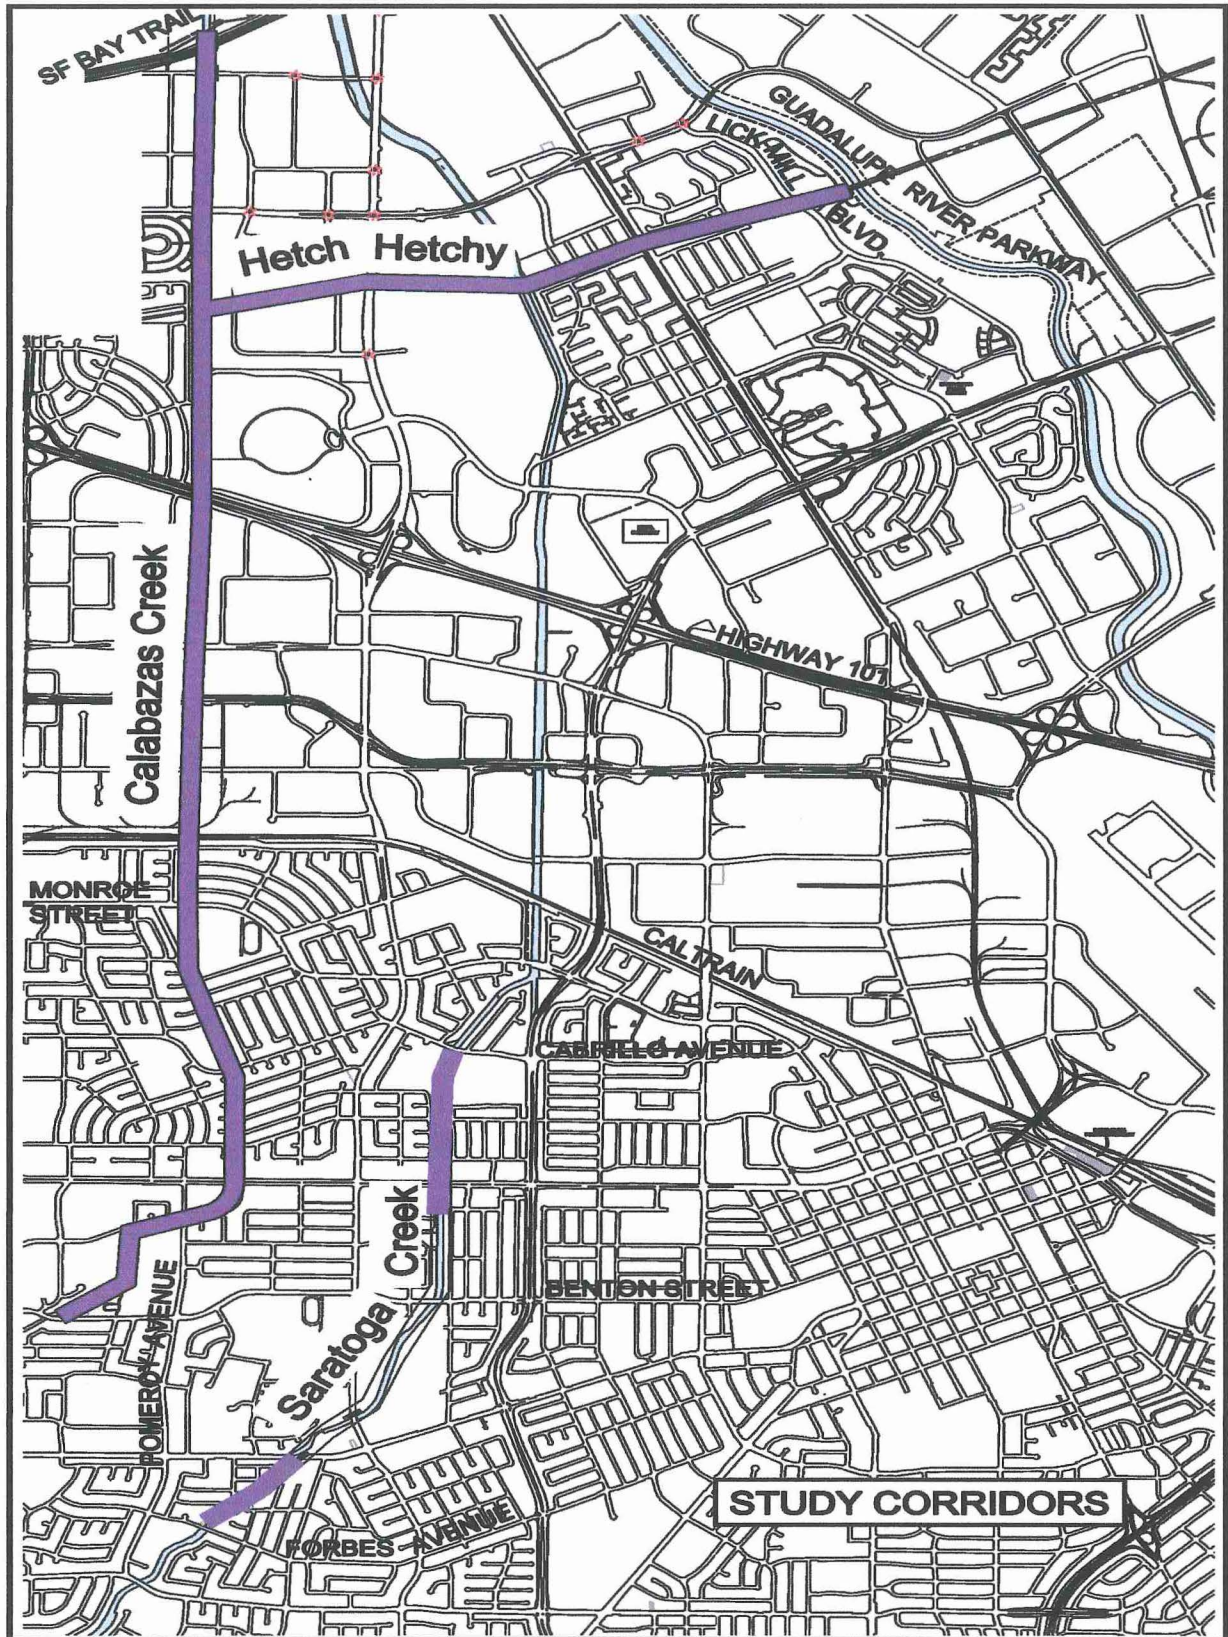 SF BAY TRAIL
GUADALUPE RIVER PARKWAY
LICK MILL
BLVD.
Hetch Hetchy
Calabazas Creek
HIGHWAY 101
MONROE
STREET
CALTRAIN
CABRILLO AVENUE
Saratoga Creek
BENTON STREET
POMEROY AVENUE
STUDY CORRIDORS
FORBES AVENUE